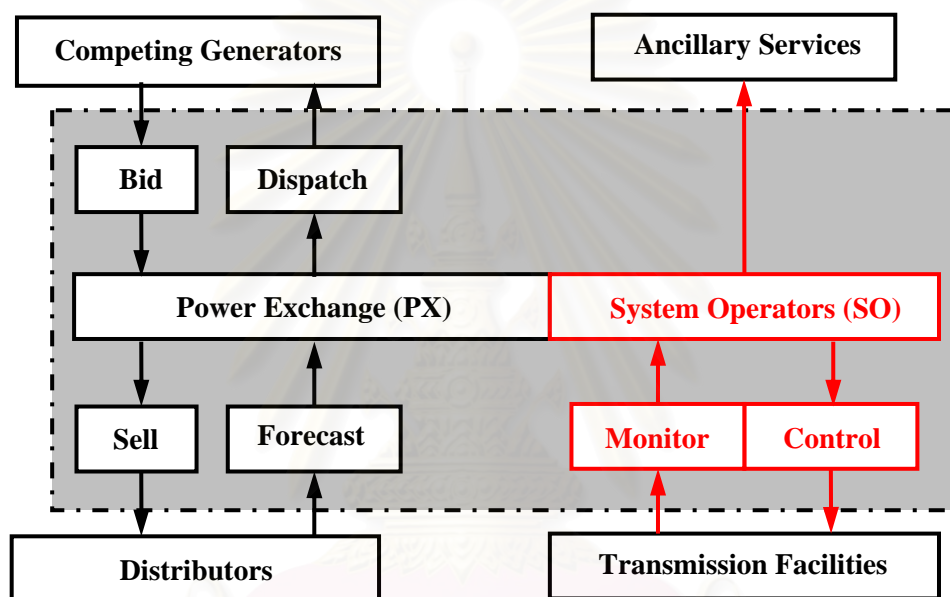 Competing Generators
Ancillary Services
Bid
Dispatch
Power Exchange (PX)
System Operators (SO)
Sell
Forecast
Monitor
Control
Distributors
Transmission Facilities